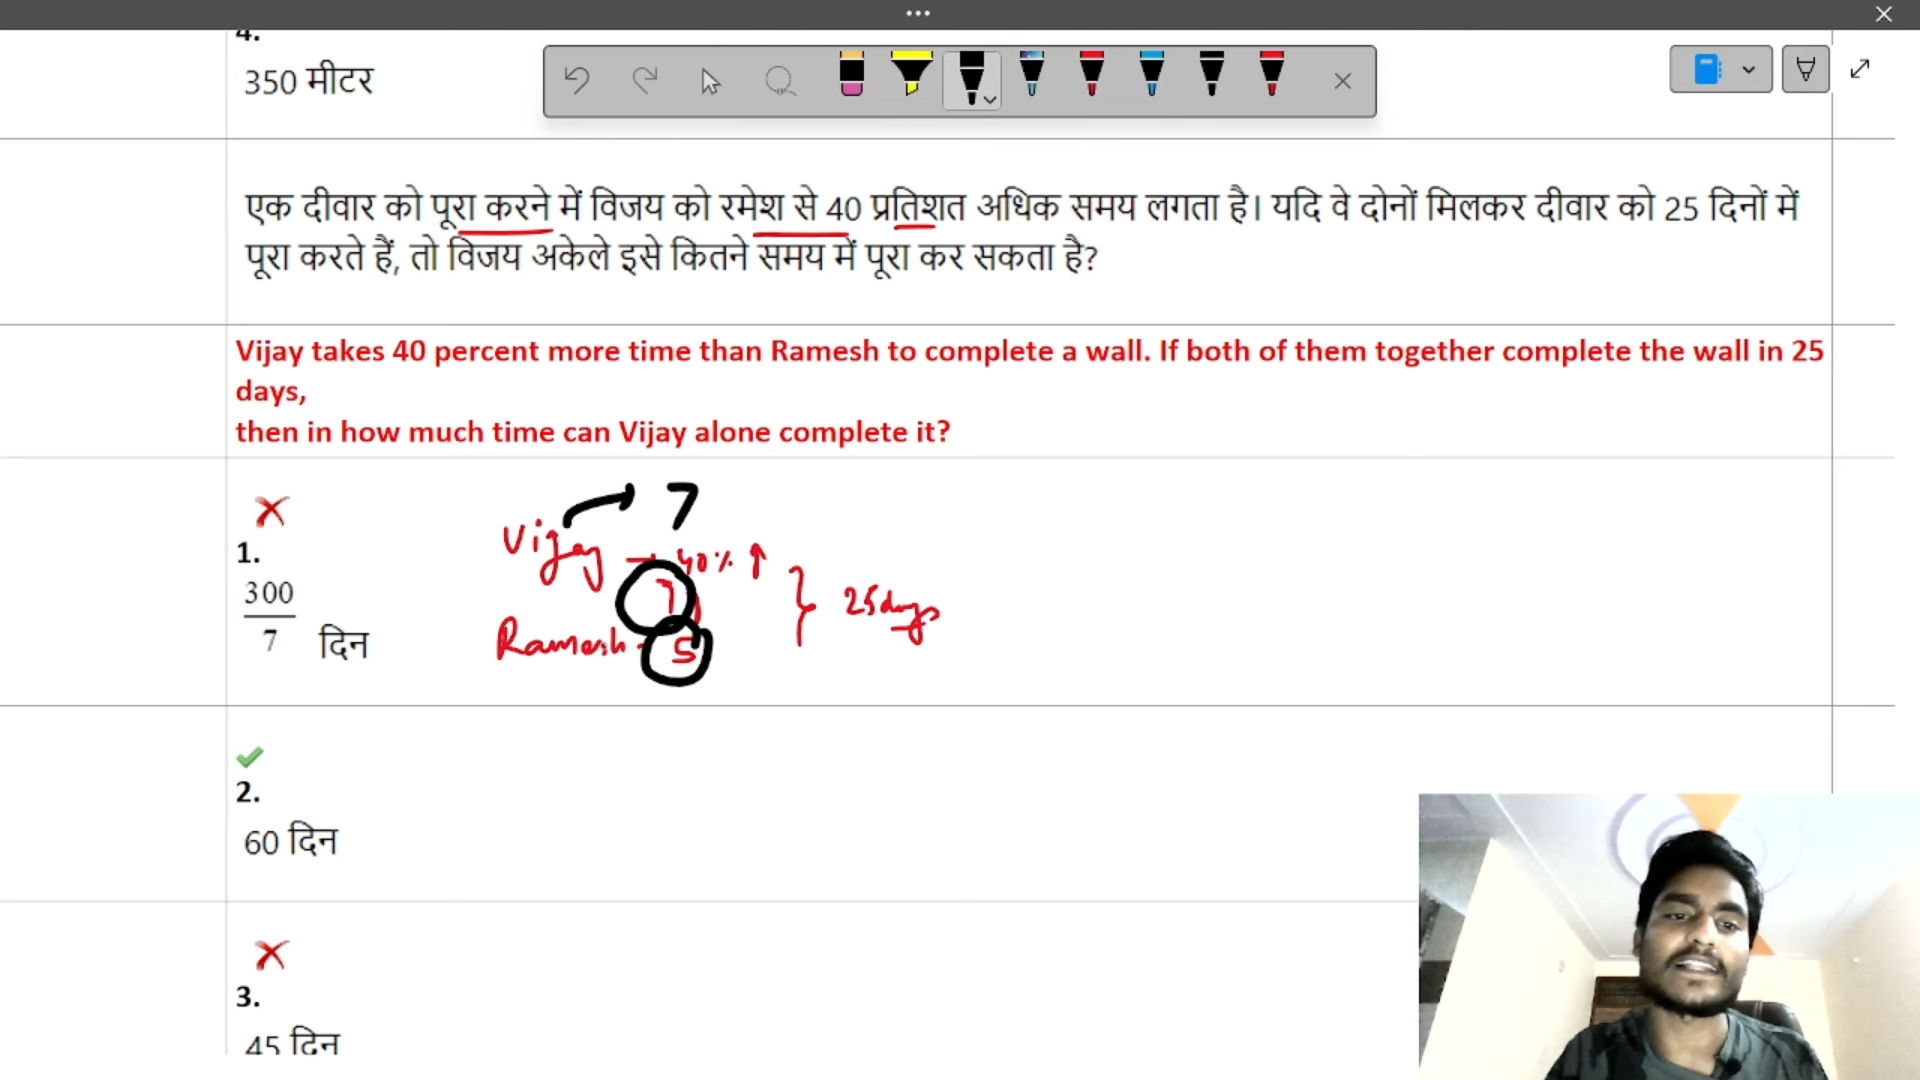 4.
350 मीटर
एक दीवार को पूरा करने में विजय को रमेश से 40 प्रतिशत अधिक समय लगता है। यदि वे दोनों मिलकर दीवार को 25 दिनों में
पूरा करते हैं, तो विजय अकेले इसे कितने समय में पूरा कर सकता है?
Vijay takes 40 percent more time than Ramesh to complete a wall. If both of them together complete the wall in 25
days,
then in how much time can Vijay alone complete it?
7
Vijay → 40% ↑
1.
300
7
दिन
7
25 days
Ramesh - 5
2.
60 दिन
3.
45 दिन